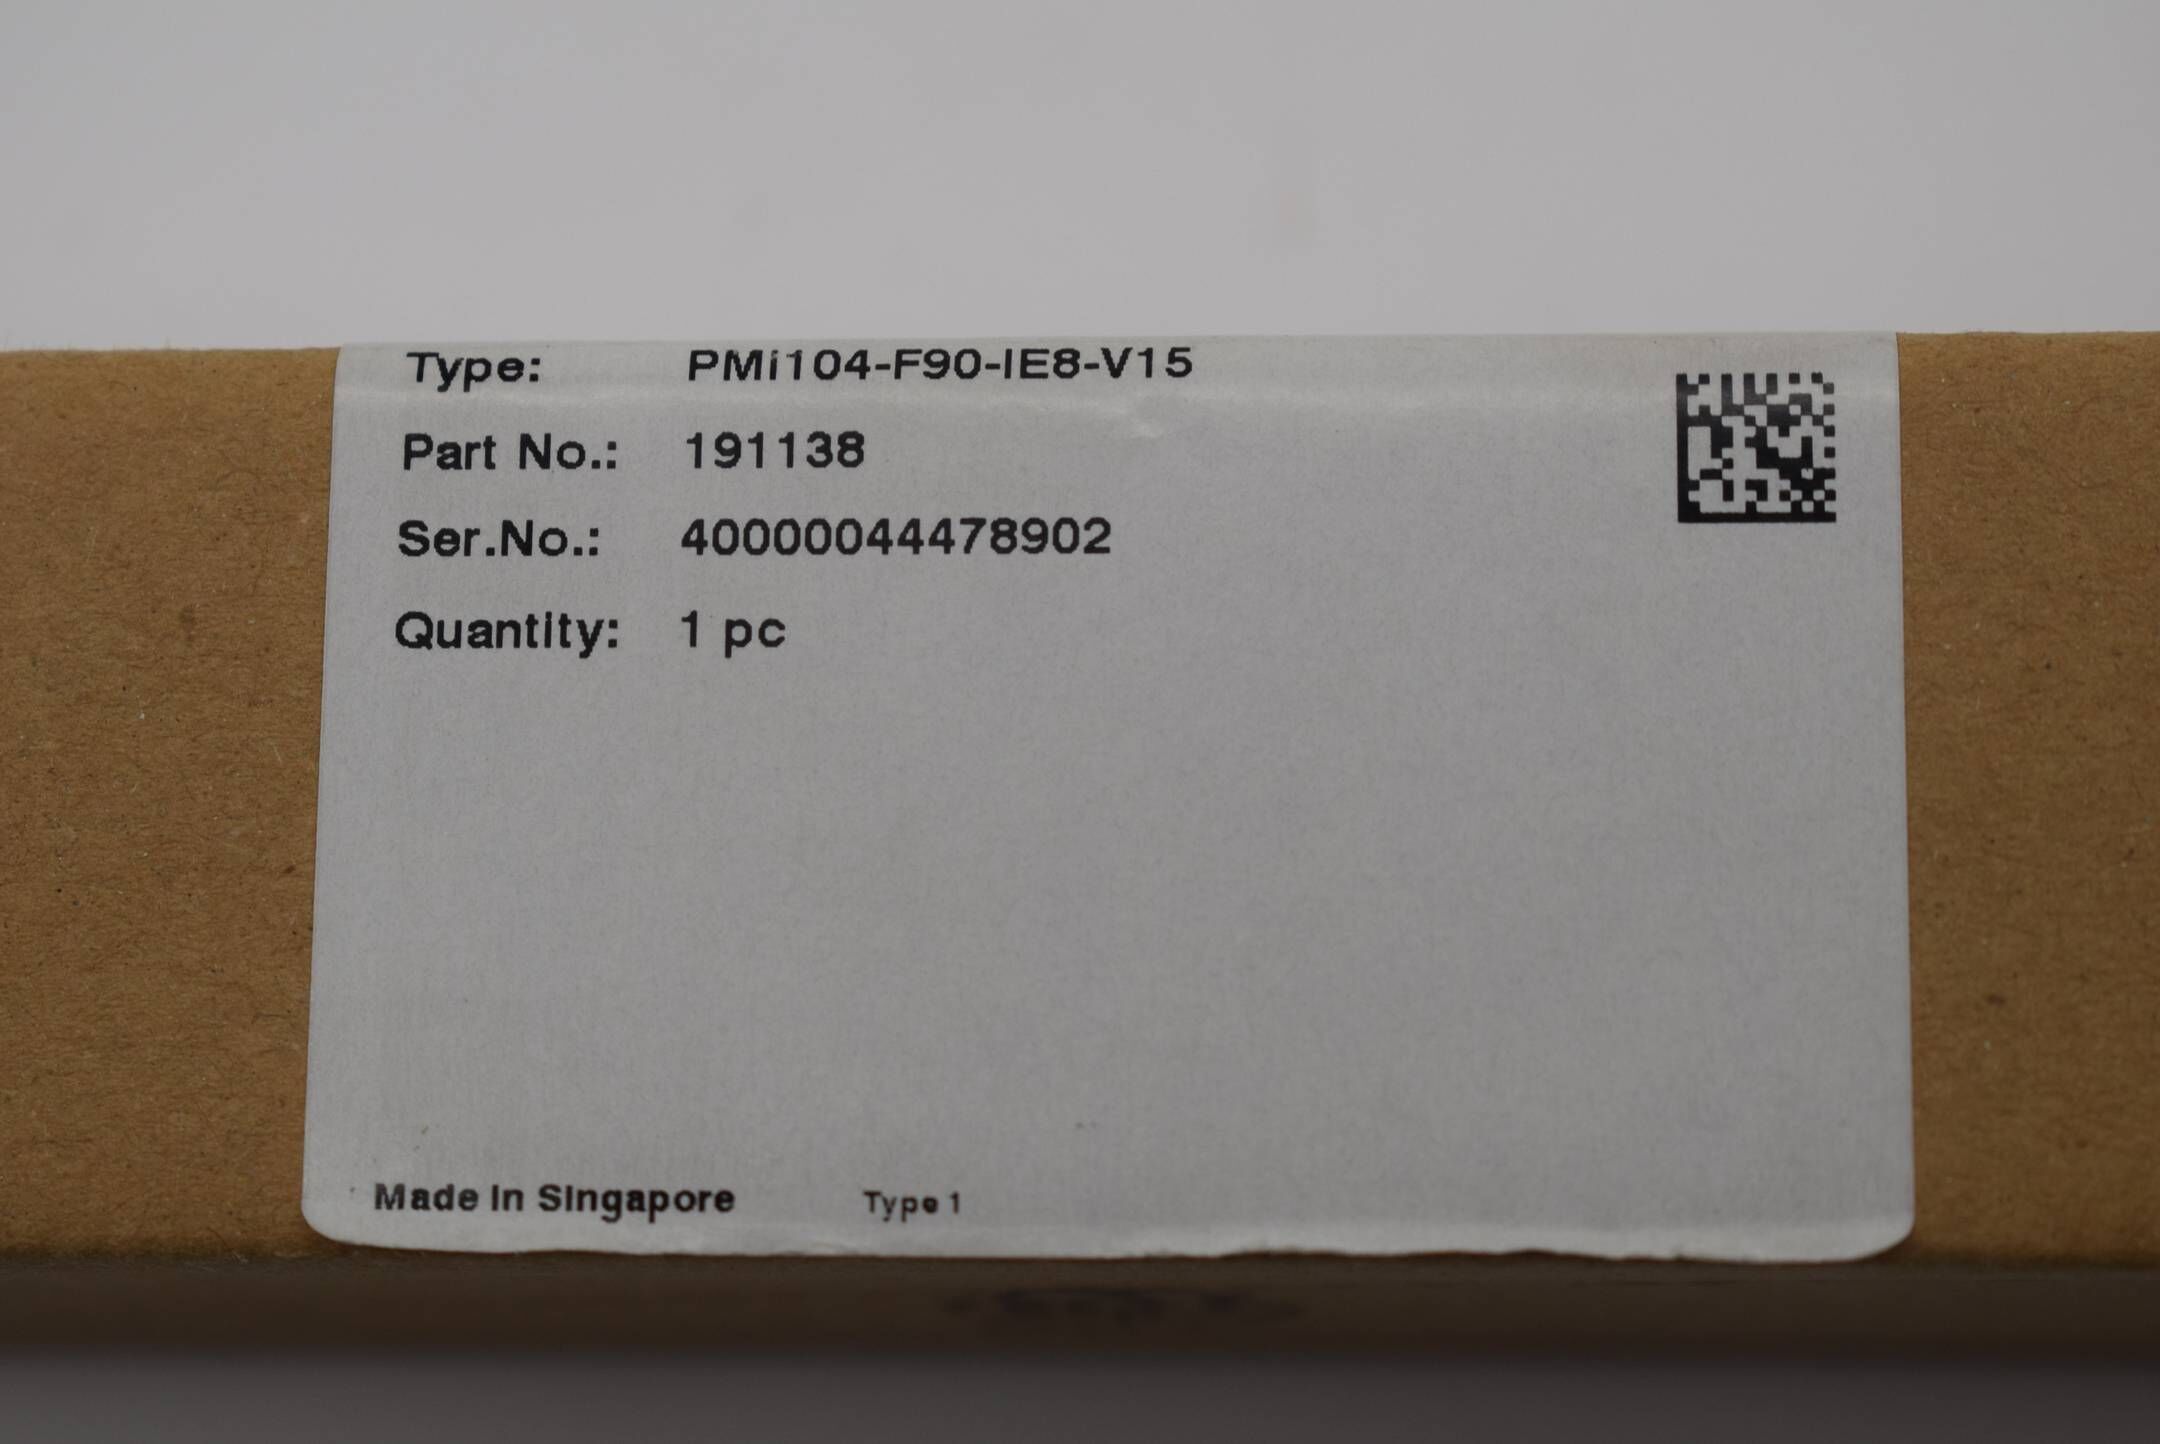 Type: PMi104-F90-IE8-V15
Part No.: 191138
Ser.No.: 40000044478902
Quantity: 1 pc
Made in Singapore Type 1